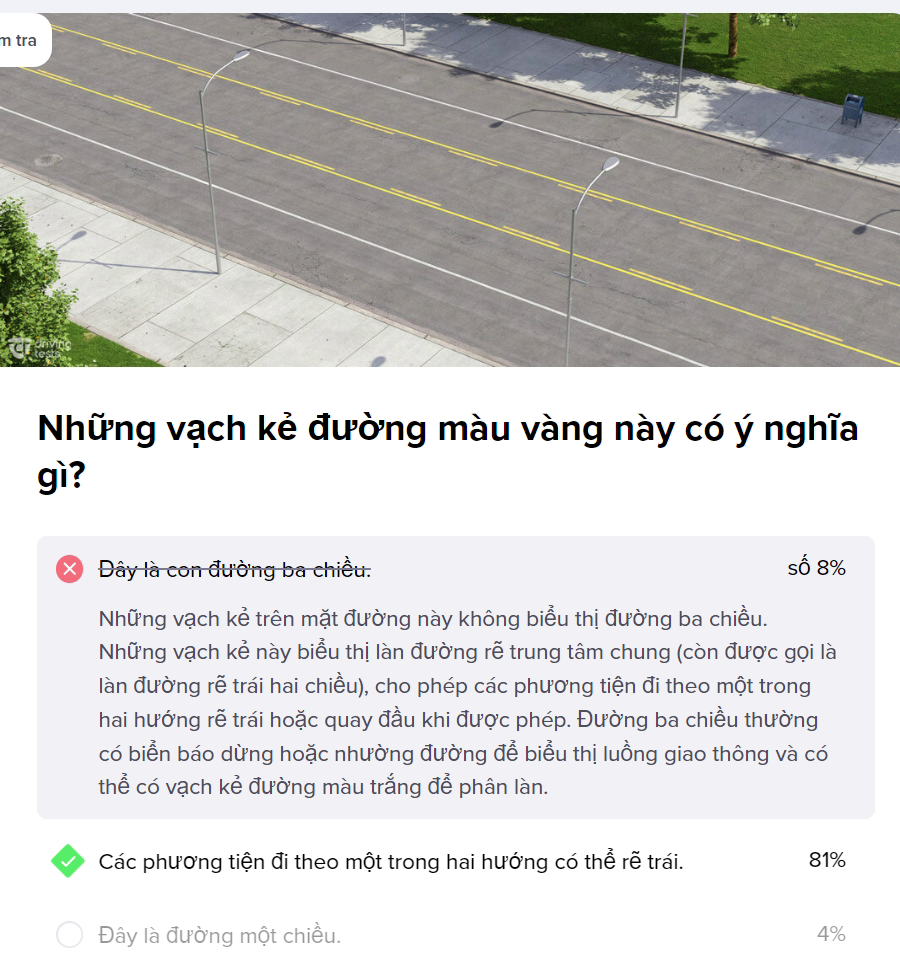 m tra
driving
tests
Những vạch kẻ đường màu vàng này có ý nghĩa
gì?
Đây là con đường ba chiều.
số 8%
Những vạch kẻ trên mặt đường này không biểu thị đường ba chiều.
Những vạch kẻ này biểu thị làn đường rẽ trung tâm chung (còn được gọi là
làn đường rẽ trái hai chiều), cho phép các phương tiện đi theo một trong
hai hướng rẽ trái hoặc quay đầu khi được phép. Đường ba chiều thường
có biển báo dừng hoặc nhường đường để biểu thị luồng giao thông và có
thể có vạch kẻ đường màu trắng để phân làn.
Các phương tiện đi theo một trong hai hướng có thể rẽ trái.
81%
Đây là đường một chiều.
4%